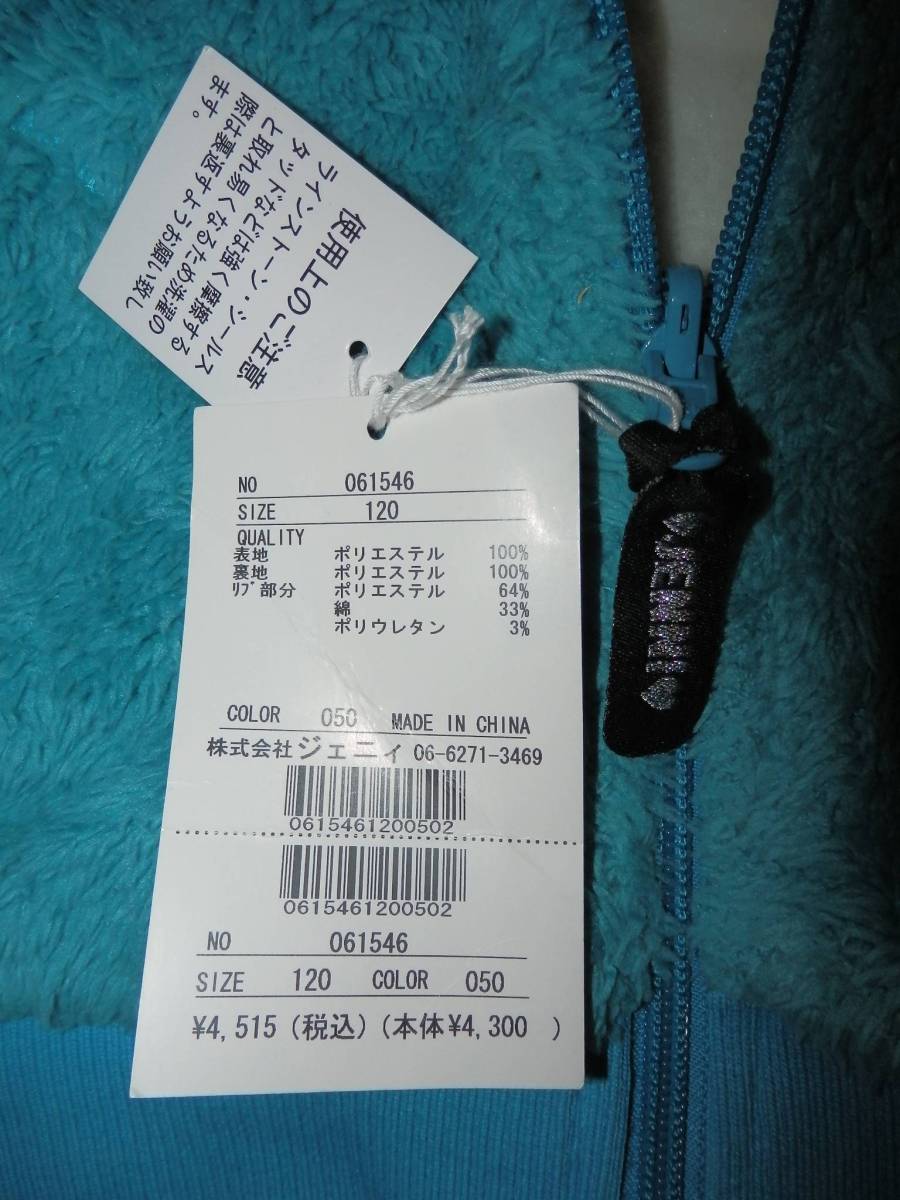 使用上のご注意
ラインストーン・シールス
タッドなどは強く摩擦する
と取れ易くなるため洗濯の
際は裏返すようお願い致し
ます。
NO 061546
SIZE 120
QUALITY
表地 ポリエステル 100%
裏地 ポリエステル 100%
ﾘﾌﾞ部分 ポリエステル 64%
綿 33%
ポリウレタン 3%
COLOR 050 MADE IN CHINA
株式会社ジェニィ 06-6271-3469
0615461200502
0615461200502
NO 061546
SIZE 120 COLOR 050
¥4,515 (税込) (本体¥4,300 )
♥JENNI♥